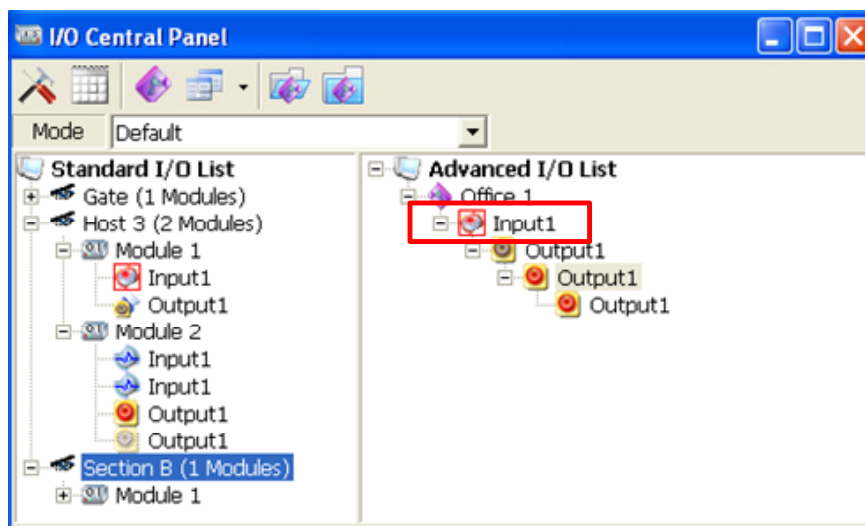 I/O Central Panel
Mode Default
Standard I/O List
Gate (1 Modules)
Host 3 (2 Modules)
Module 1
Input1
Output1
Module 2
Input1
Input1
Output1
Output1
Section B (1 Modules)
Module 1
Advanced I/O List
Office 1
Input1
Output1
Output1
Output1